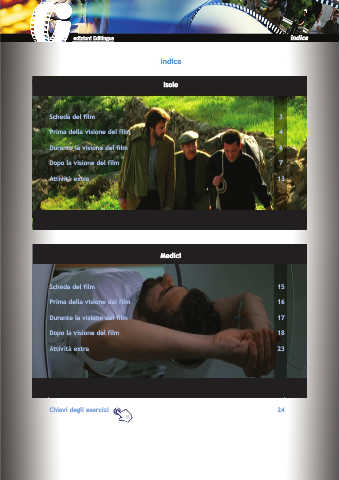 edizioni Edilingua
indice
indice
Isole
Scheda del film 3
Prima della visione del film 4
Durante la visione del film
Dopo la visione del film 7
Attività extra 13
Medici
Scheda del film 15
Prima della visione del film 16
Durante la visione del film 17
Dopo la visione del film 18
Attività extra 23
Chiavi degli esercizi 24